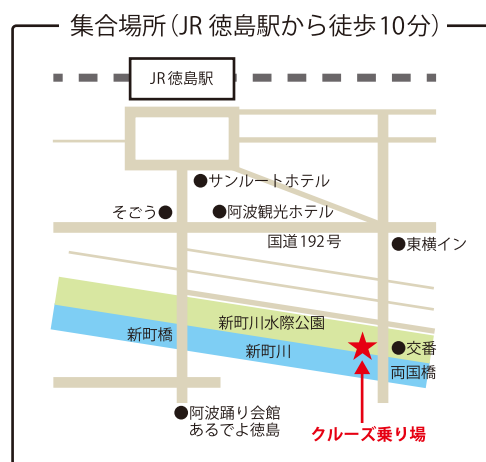 集合場所（JR 徳島駅から徒歩10分）
JR 徳島駅
サンルートホテル
そごう
阿波観光ホテル
国道192号
東横イン
新町川水際公園
新町橋
新町川
交番
両国橋
阿波踊り会館
あるでよ徳島
クルーズ乗り場